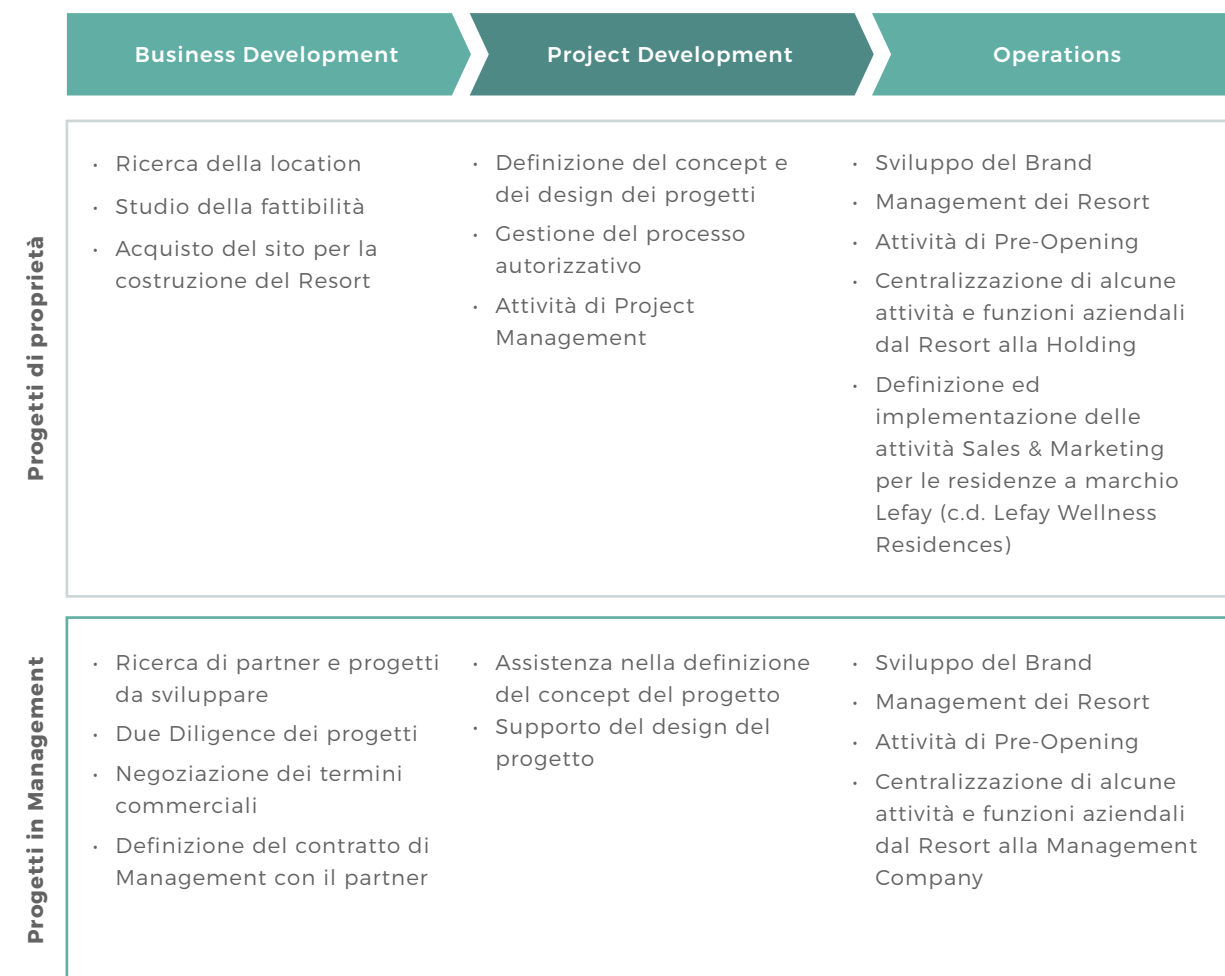 Business Development
Project Development
Operations
Progetti di proprietà
• Ricerca della location
• Studio della fattibilità
• Acquisto del sito per la
costruzione del Resort
• Definizione del concept e
dei design dei progetti
• Gestione del processo
autorizzativo
• Attività di Project
Management
• Sviluppo del Brand
• Management dei Resort
• Attività di Pre-Opening
• Centralizzazione di alcune
attività e funzioni aziendali
dal Resort alla Holding
• Definizione ed
implementazione delle
attività Sales & Marketing
per le residenze a marchio
Lefay (c.d. Lefay Wellness
Residences)
Progetti in Management
• Ricerca di partner e progetti
da sviluppare
• Due Diligence dei progetti
• Negoziazione dei termini
commerciali
• Definizione del contratto di
Management con il partner
• Assistenza nella definizione
del concept del progetto
• Supporto del design del
progetto
• Sviluppo del Brand
• Management dei Resort
• Attività di Pre-Opening
• Centralizzazione di alcune
attività e funzioni aziendali
dal Resort alla Management
Company